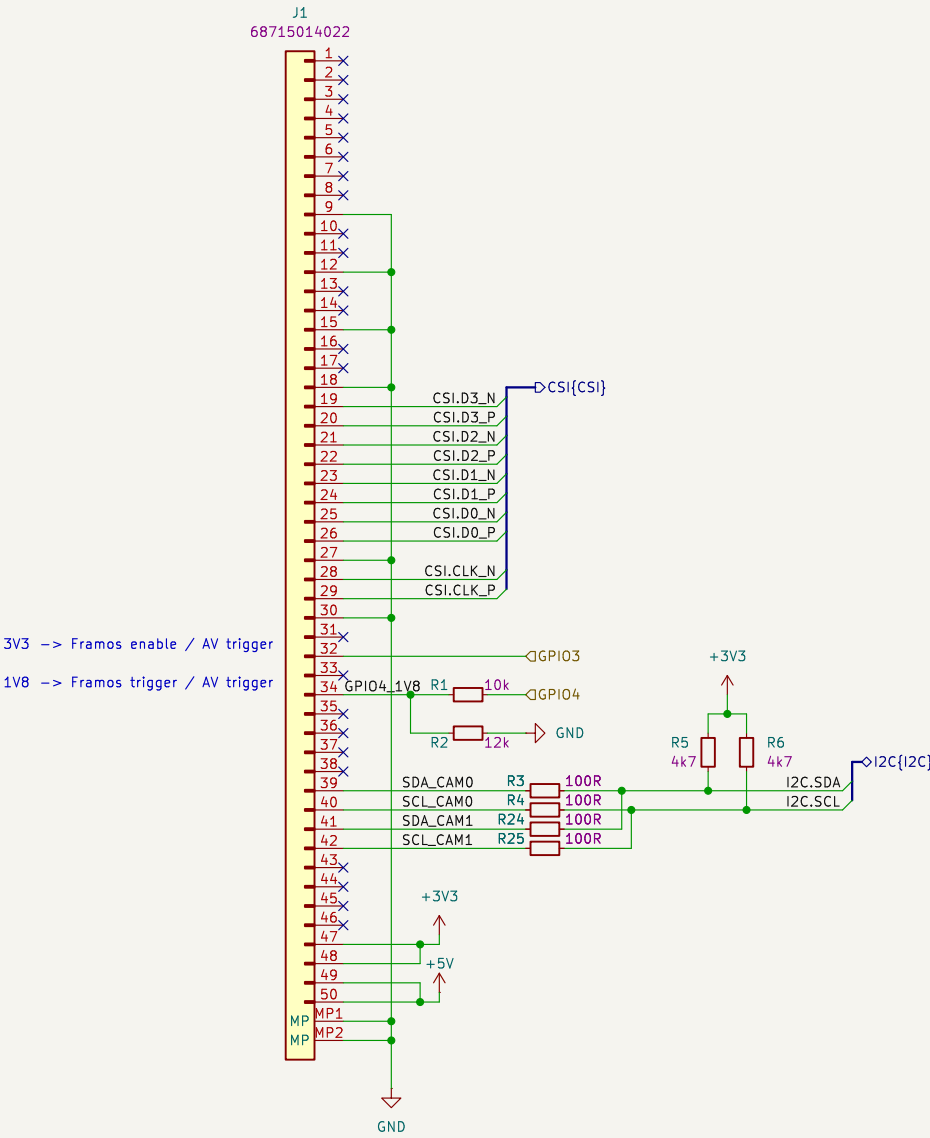 J1
68715014022
1
2
3
4
5
6
7
8
9
10
11
12
13
14
15
16
17
18
CSI{CSI}
19 CSI.D3_N
20 CSI.D3_P
21 CSI.D2_N
22 CSI.D2_P
23 CSI.D1_N
24 CSI.D1_P
25 CSI.D0_N
26 CSI.D0_P
27
28 CSI.CLK_N
29 CSI.CLK_P
30
31
3V3 -> Framos enable / AV trigger
32 GPIO3
+3V3
33
1V8 -> Framos trigger / AV trigger
34 GPIO4_1V8 R1 10k GPIO4
35
36 GND
R2 12k
37
R5 R6
4k7 4k7
38
I2C{I2C}
39 SDA_CAM0 R3 100R I2C.SDA
40 SCL_CAM0 R4 100R I2C.SCL
41 SDA_CAM1 R24 100R
42 SCL_CAM1 R25 100R
43
44
45
+3V3
46
47
48
+5V
49
50
MP1
MP
MP2
MP
GND